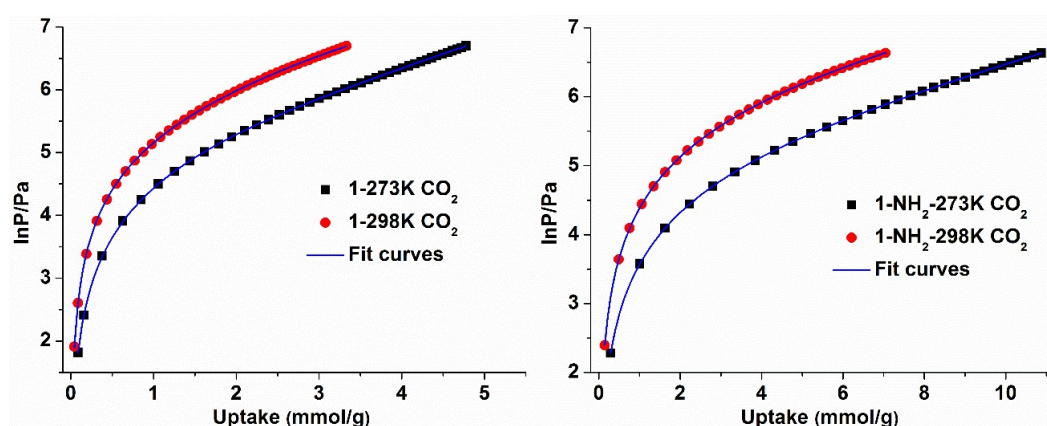 7
6
5
4
3
2
lnP/Pa
1-273K CO₂
1-298K CO₂
Fit curves
0 1 2 3 4 5
Uptake (mmol/g)
7
6
5
4
3
2
lnP/Pa
1-NH₂-273K CO₂
1-NH₂-298K CO₂
Fit curves
0 2 4 6 8 10
Uptake (mmol/g)